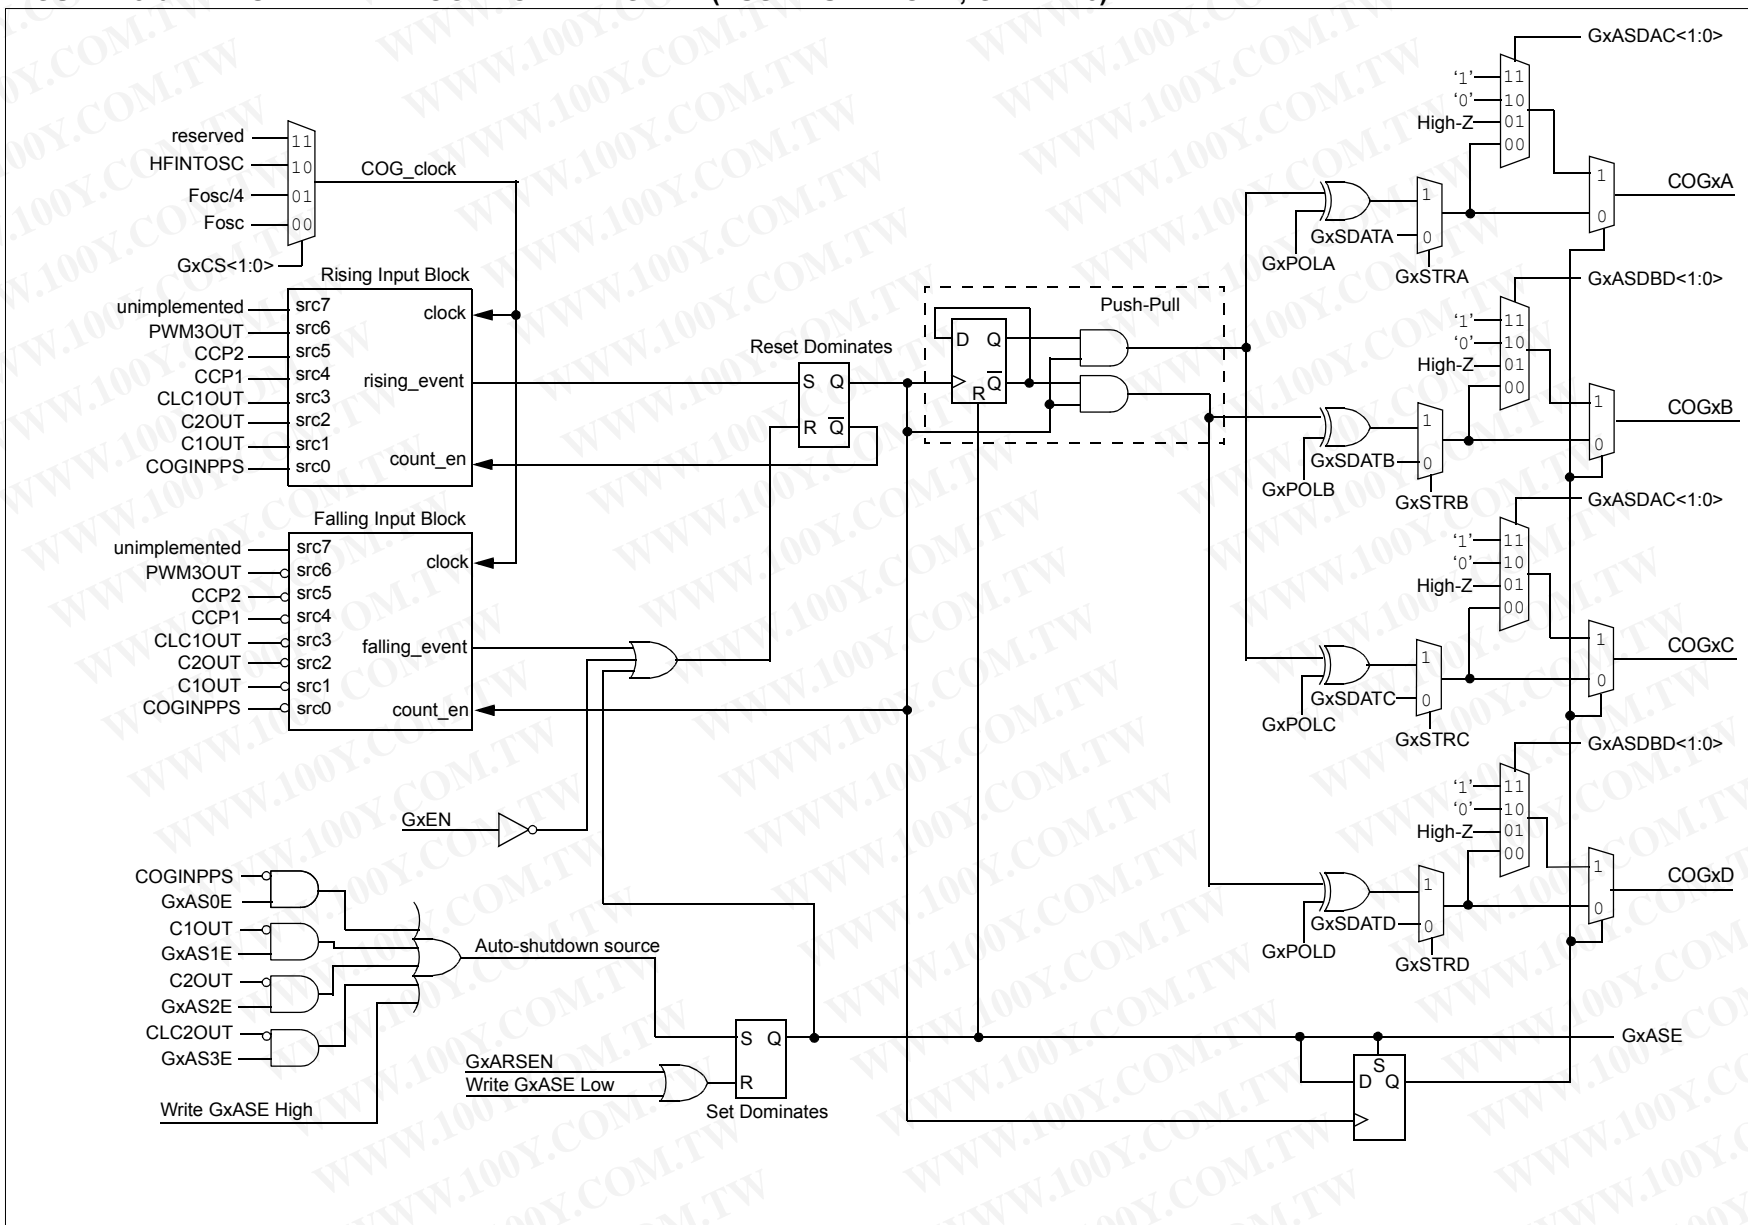 reserved
HFINTOSC
Fosc/4
Fosc
11
10
01
00
GxCS<1:0>
COG_clock
Rising Input Block
unimplemented
PWM3OUT
CCP2
CCP1
CLC1OUT
C2OUT
C1OUT
COGINPPS
src7
src6
src5
src4
src3
src2
src1
src0
clock
rising_event
count_en
Falling Input Block
unimplemented
PWM3OUT
CCP2
CCP1
CLC1OUT
C2OUT
C1OUT
COGINPPS
src7
src6
src5
src4
src3
src2
src1
src0
clock
falling_event
count_en
GxEN
COGINPPS
GxAS0E
C1OUT
GxAS1E
C2OUT
GxAS2E
CLC2OUT
GxAS3E
Write GxASE High
Auto-shutdown source
GxARSEN
Write GxASE Low
S Q
R
Set Dominates
Reset Dominates
S Q
R Q
Push-Pull
D Q
Q
R
GxASDAC<1:0>
‘1’ 11
‘0’ 10
High-Z 01
00
1
0
COGxA
1
GxSDATA 0
GxPOLA
GxSTRA
GxASDBD<1:0>
‘1’ 11
‘0’ 10
High-Z 01
00
1
0
COGxB
1
GxSDATB 0
GxPOLB
GxSTRB
GxASDAC<1:0>
‘1’ 11
‘0’ 10
High-Z 01
00
1
0
COGxC
1
GxSDATC 0
GxPOLC
GxSTRC
GxASDBD<1:0>
‘1’ 11
‘0’ 10
High-Z 01
00
1
0
COGxD
1
GxSDATD 0
GxPOLD
GxSTRD
GxASE
S
D Q
WWW.100Y.COM.TW